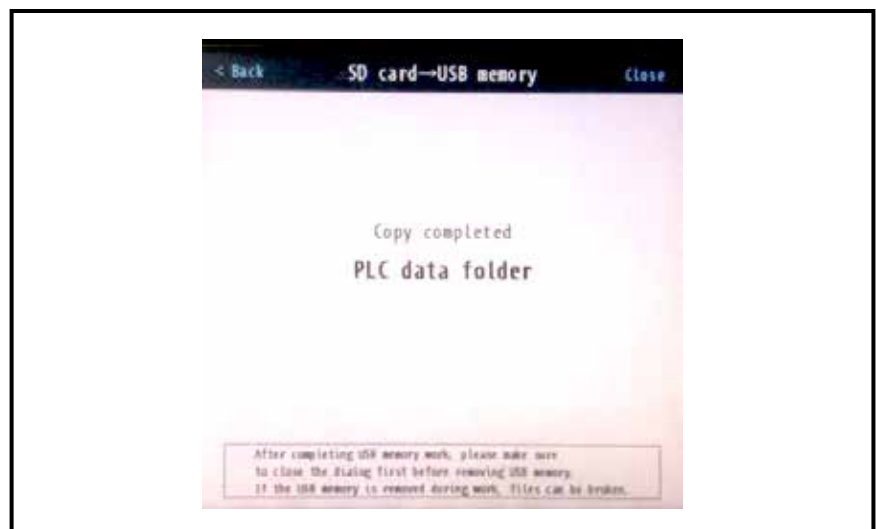 < Back SD card→USB memory Close
Copy completed
PLC data folder
After completing USB memory work, please make sure
to close the dialog first before removing USB memory.
If the USB memory is removed during work, files can be broken.